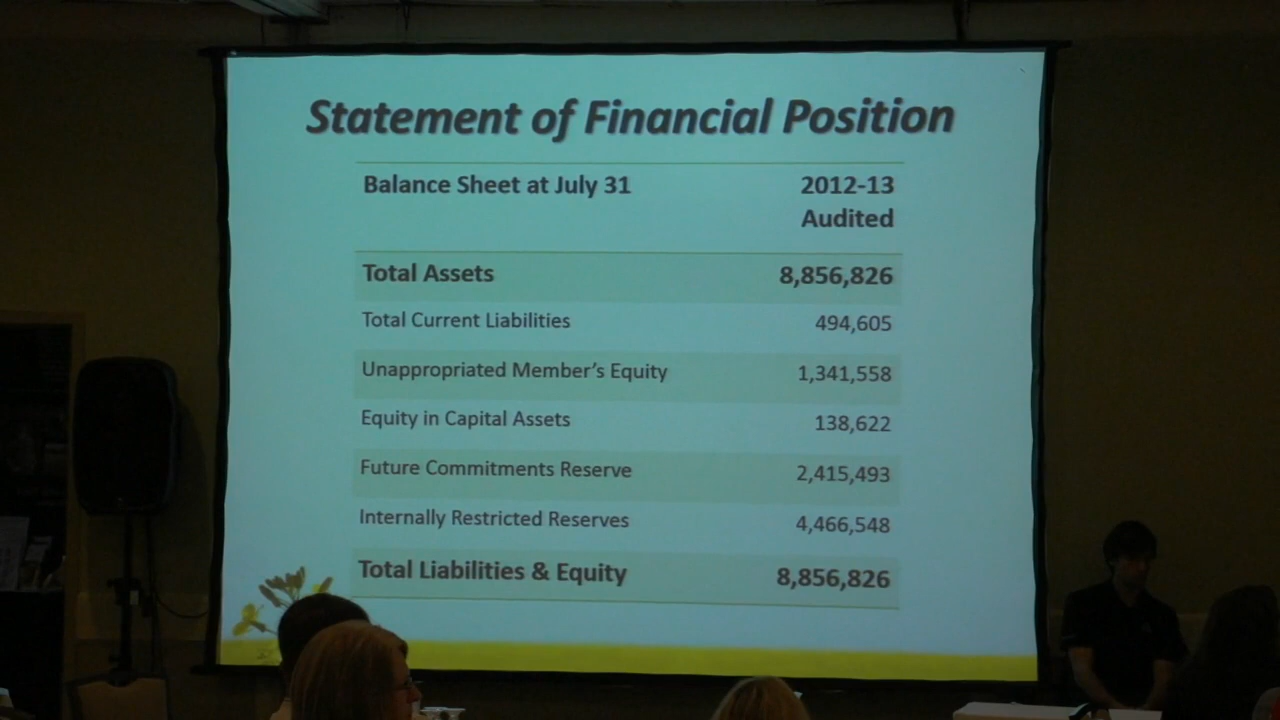 Statement of Financial Position
Balance Sheet at July 31 2012-13
Audited
Total Assets 8,856,826
Total Current Liabilities 494,605
Unappropriated Member’s Equity 1,341,558
Equity in Capital Assets 138,622
Future Commitments Reserve 2,415,493
Internally Restricted Reserves 4,466,548
Total Liabilities & Equity 8,856,826